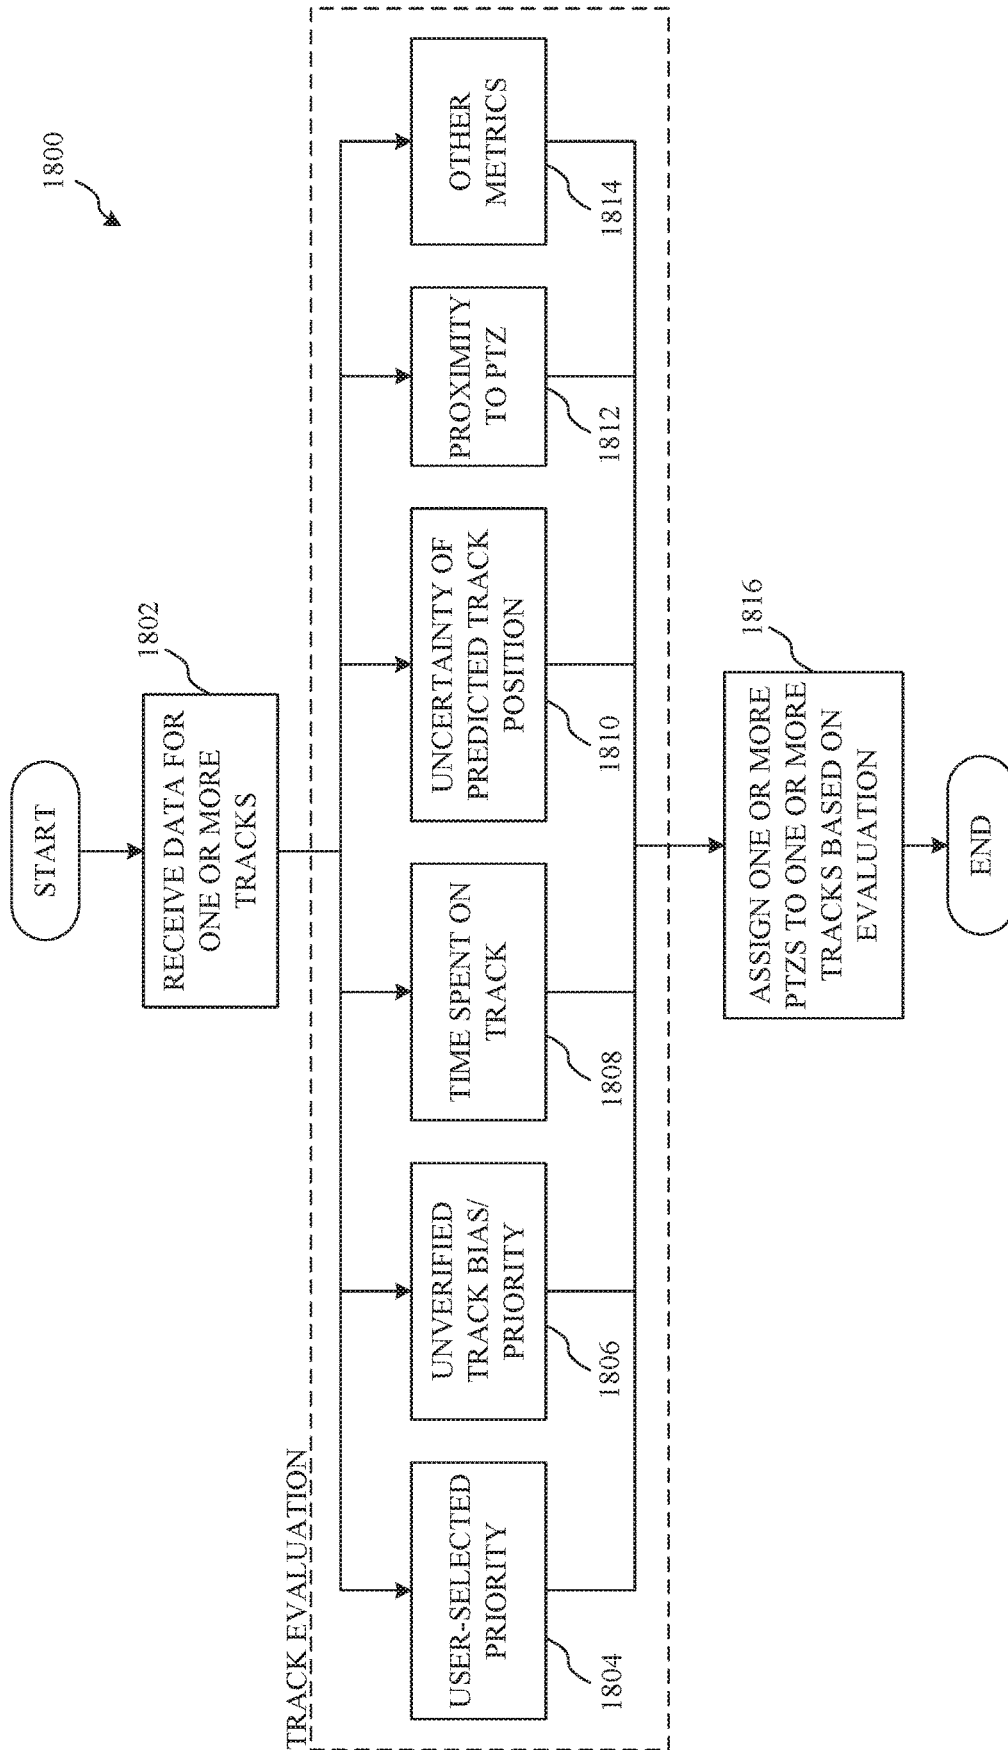 1800
START
RECEIVE DATA FOR
ONE OR MORE
TRACKS
1802
TRACK EVALUATION
USER-SELECTED
PRIORITY
1804
UNVERIFIED
TRACK BIAS/
PRIORITY
1806
TIME SPENT ON
TRACK
1808
UNCERTAINTY OF
PREDICTED TRACK
POSITION
1810
PROXIMITY
TO PTZ
1812
OTHER
METRICS
1814
ASSIGN ONE OR MORE
PTZS TO ONE OR MORE
TRACKS BASED ON
EVALUATION
1816
END